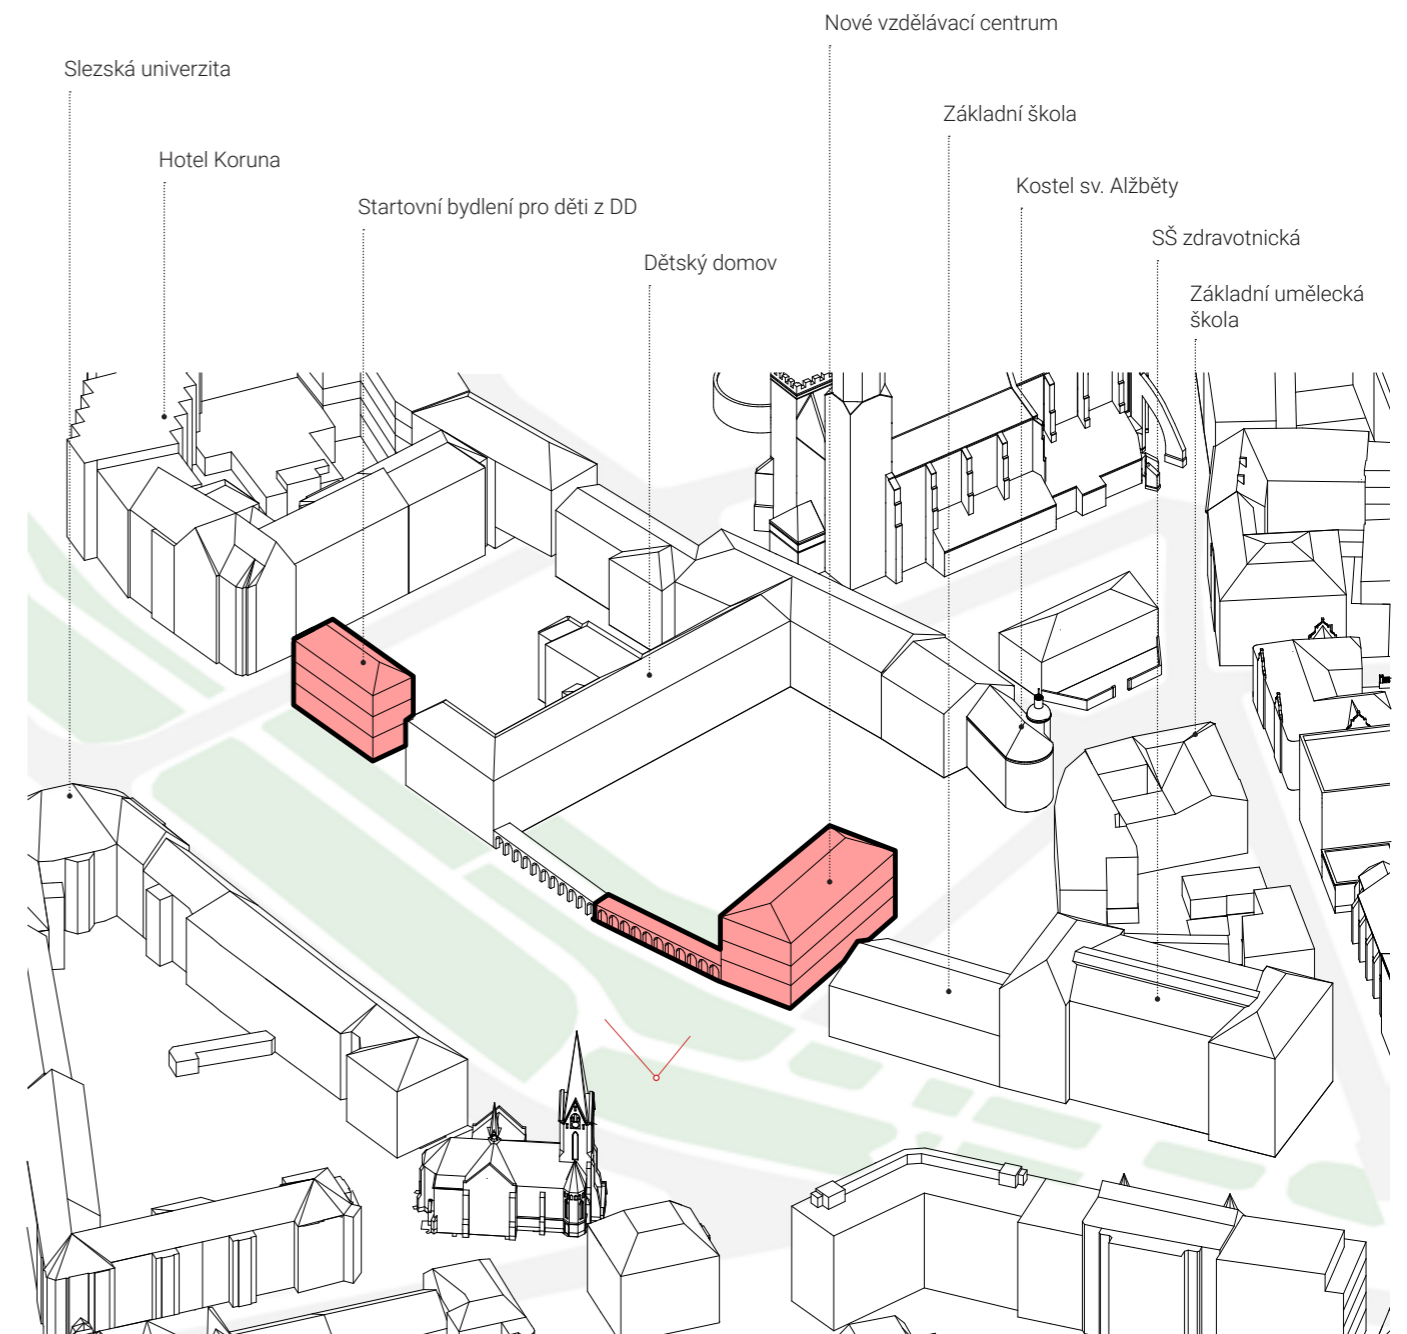 Nové vzdělávací centrum
Slezská univerzita
Základní škola
Hotel Koruna
Kostel sv. Alžběty
Startovní bydlení pro děti z DD
SŠ zdravotnická
Dětský domov
Základní umělecká
škola